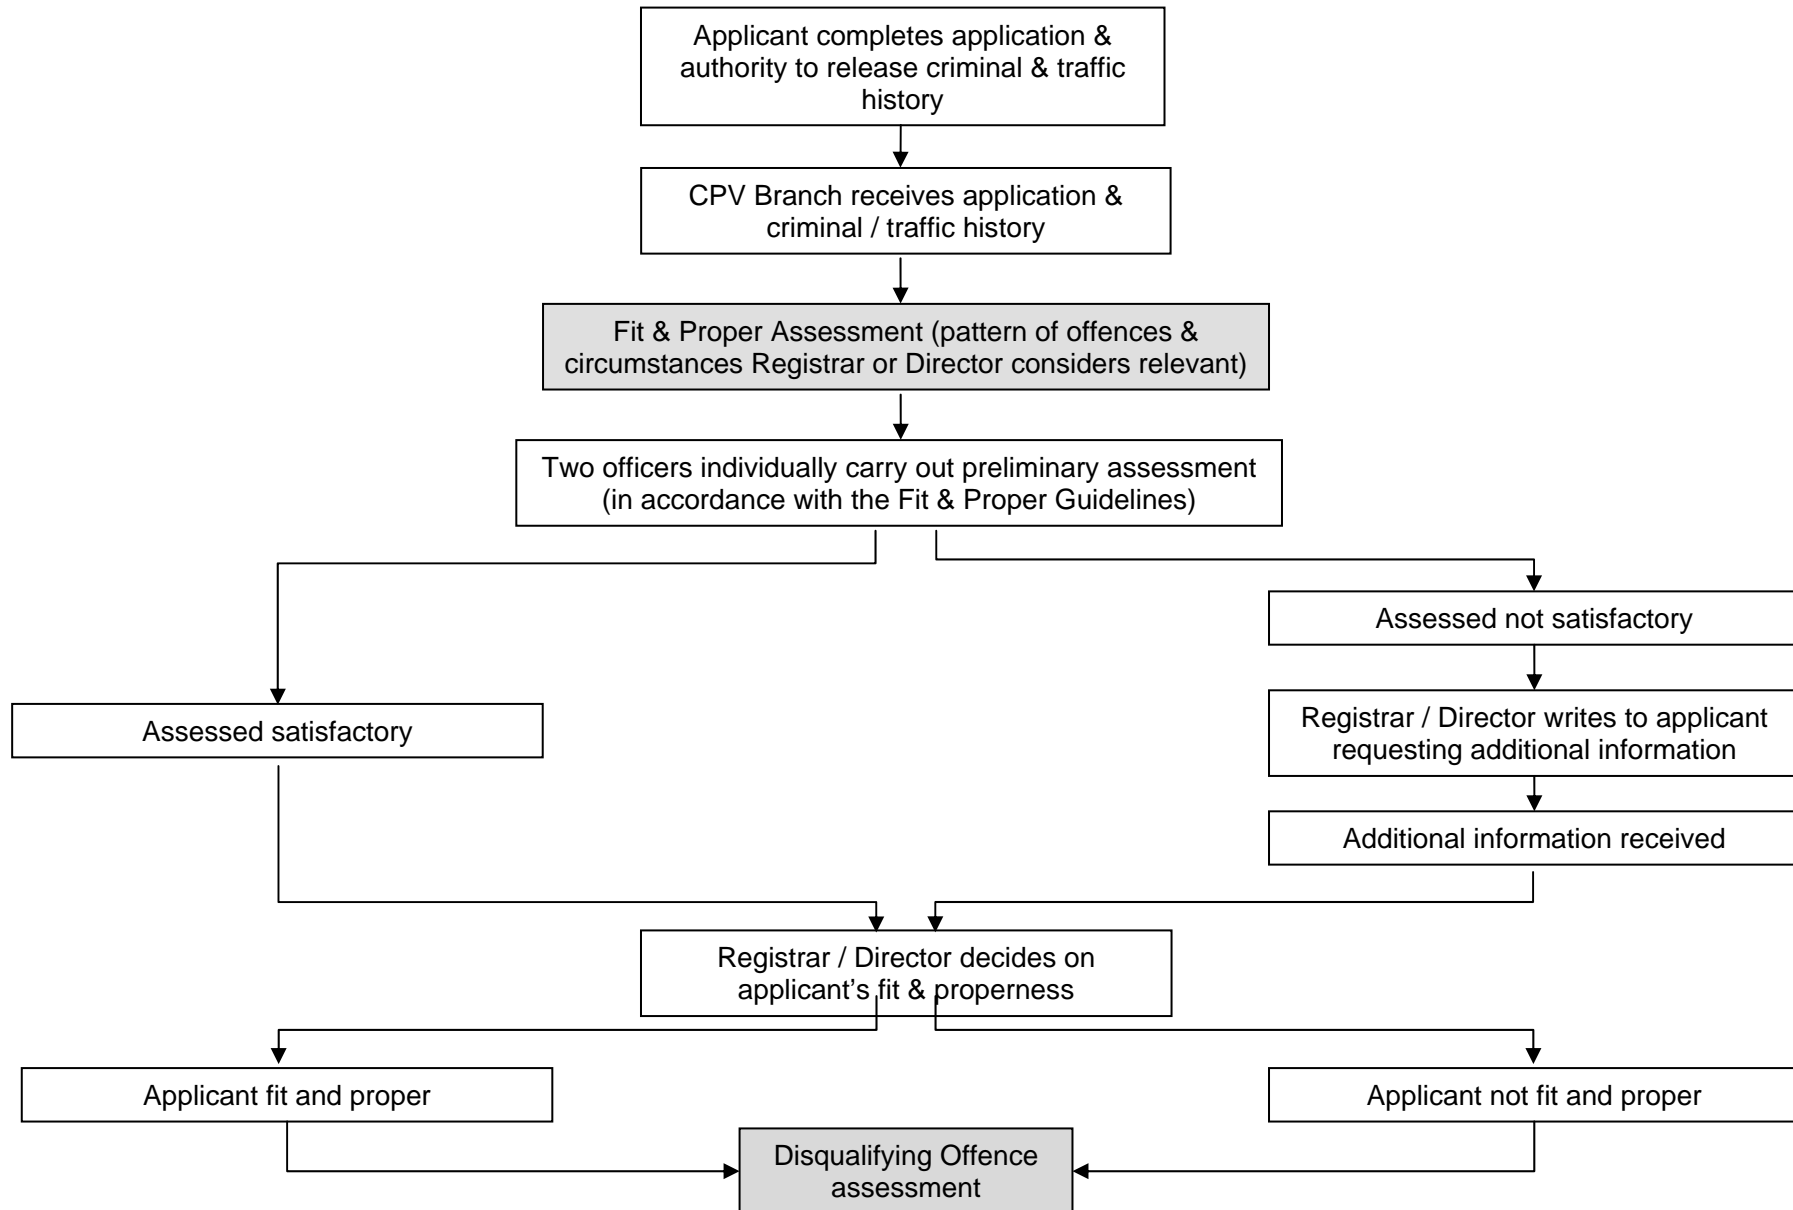 Applicant completes application &
authority to release criminal & traffic
history
CPV Branch receives application &
criminal / traffic history
Fit & Proper Assessment (pattern of offences &
circumstances Registrar or Director considers relevant)
Two officers individually carry out preliminary assessment
(in accordance with the Fit & Proper Guidelines)
Assessed not satisfactory
Assessed satisfactory
Registrar / Director writes to applicant
requesting additional information
Additional information received
Registrar / Director decides on
applicant’s fit & properness
Applicant fit and proper
Applicant not fit and proper
Disqualifying Offence
assessment